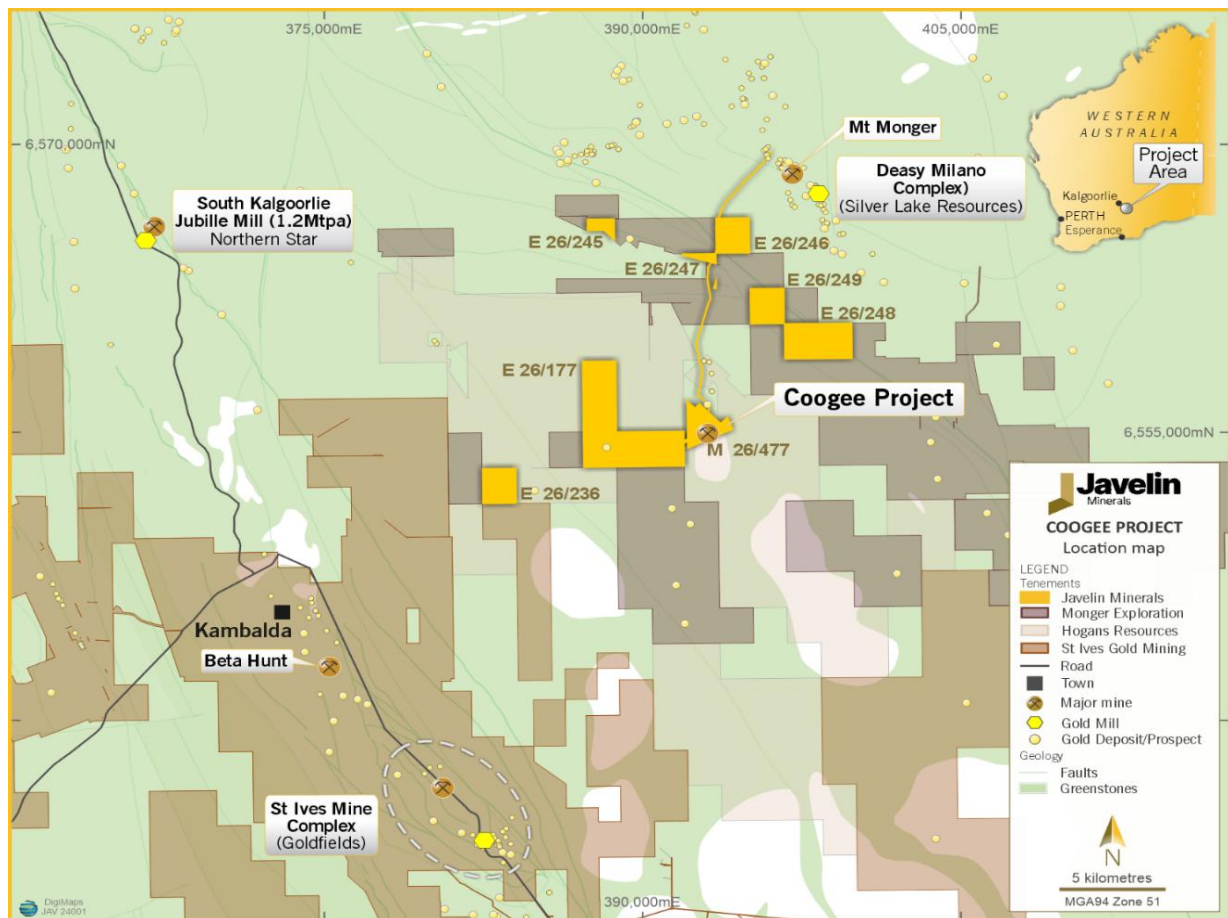 375,000mE
390,000mE
405,000mE
6,570,000mN
WESTERN
AUSTRALIA
Project
Area
Kalgoorlie
PERTH
Esperance
Mt Monger
Deasy Milano
Complex)
(Silver Lake Resources)
South Kalgoorlie
Jubille Mill (1.2Mtpa)
Northern Star
E 26/245
E 26/246
E 26/247
E 26/249
E 26/248
E 26/177
Coogee Project
M 26/477
6,555,000mN
E 26/236
Kambalda
Beta Hunt
St Ives Mine
Complex
(Goldfields)
Javelin
Minerals
COOGEE PROJECT
Location map
LEGEND
Tenements
Javelin Minerals
Monger Exploration
Hogans Resources
St Ives Gold Mining
Road
Town
Major mine
Gold Mill
Gold Deposit/Prospect
Geology
Faults
Greenstones
N
5 kilometres
MGA94 Zone 51
390,000mE
DigiMaps
JAV 24001